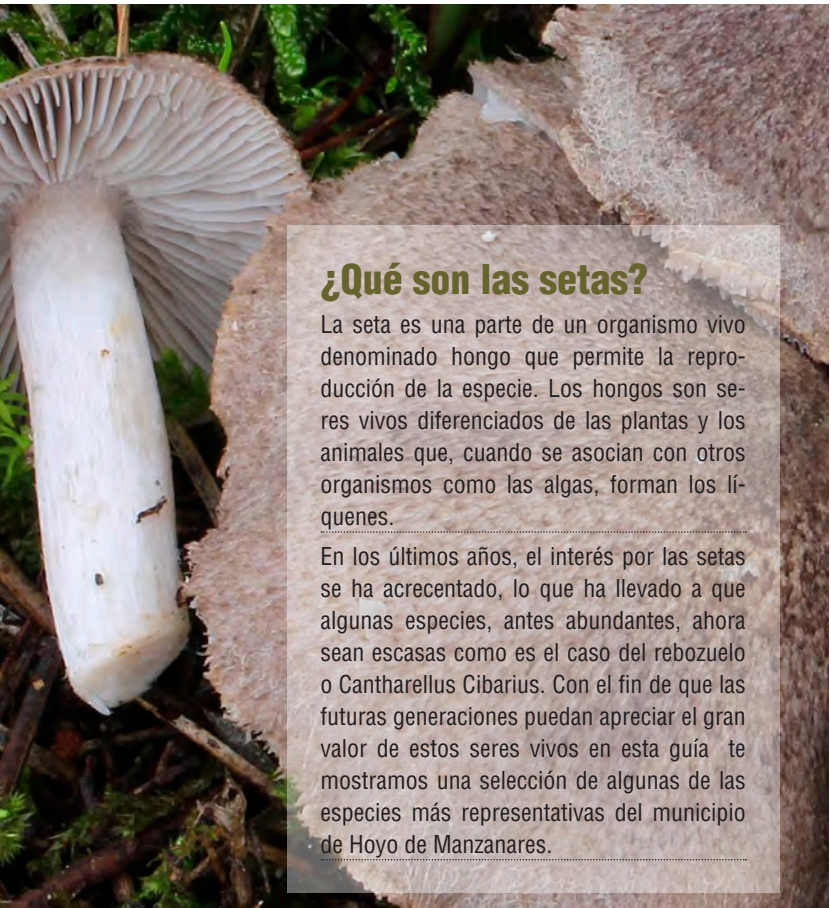 ¿Qué son las setas?
La seta es una parte de un organismo vivo
denominado hongo que permite la repro-
ducción de la especie. Los hongos son se-
res vivos diferenciados de las plantas y los
animales que, cuando se asocian con otros
organismos como las algas, forman los lí-
quenes.
En los últimos años, el interés por las setas
se ha acrecentado, lo que ha llevado a que
algunas especies, antes abundantes, ahora
sean escasas como es el caso del rebozuelo
o Cantharellus Cibarius. Con el fin de que las
futuras generaciones puedan apreciar el gran
valor de estos seres vivos en esta guía te
mostramos una selección de algunas de las
especies más representativas del municipio
de Hoyo de Manzanares.